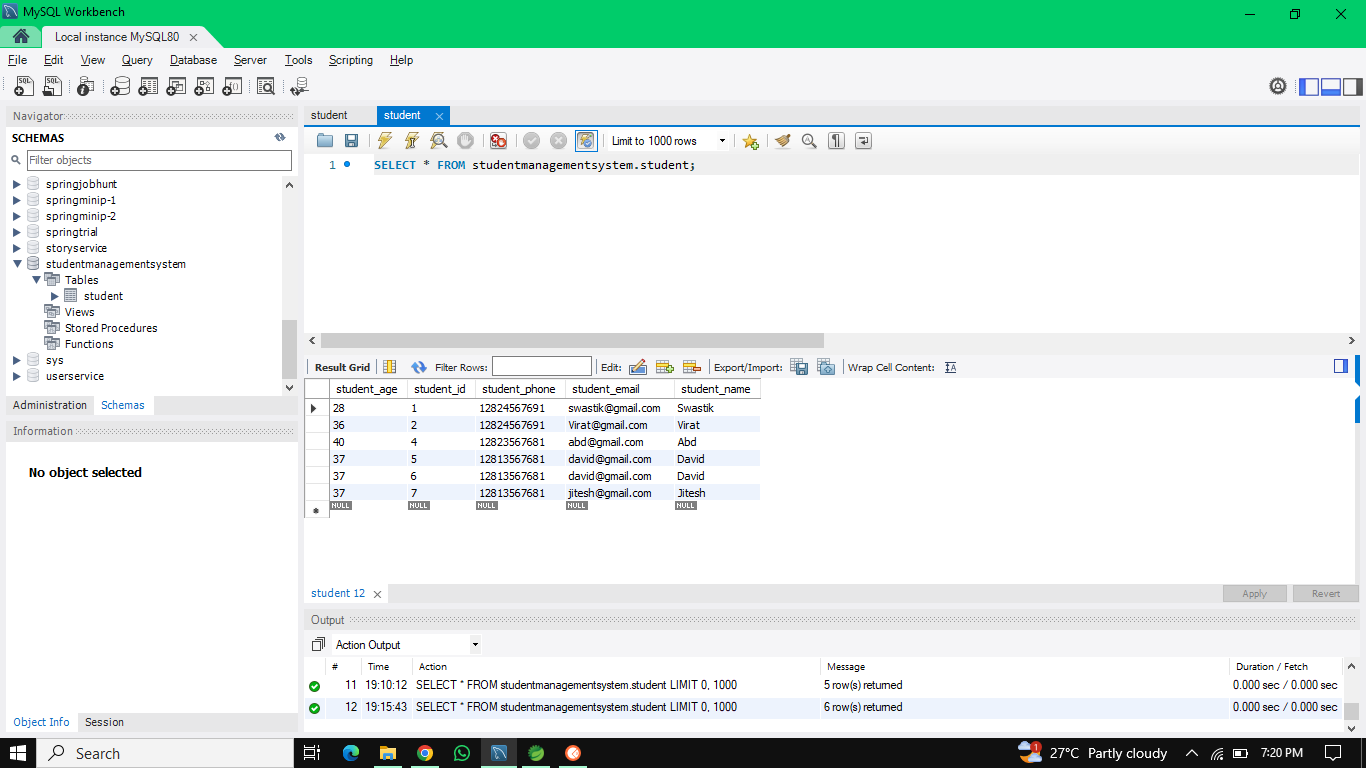 MySQL Workbench
Local instance MySQL80
File Edit View Query Database Server Tools Scripting Help
Navigator
SCHEMAS
Filter objects
springjobhunt
springminip-1
springminip-2
springtrial
storyservice
studentmanagementsystem
Tables
student
Views
Stored Procedures
Functions
sys
userservice
Administration Schemas
Information
No object selected
Object Info Session
student student
Limit to 1000 rows
1 SELECT * FROM studentmanagementsystem.student;
Result Grid Filter Rows: Edit: Export/Import: Wrap Cell Content: IA
student_age student_id student_phone student_email student_name
28 1 12824567691 swastik@gmail.com Swastik
36 2 12824567691 Virat@gmail.com Virat
40 4 12823567681 abd@gmail.com Abd
37 5 12813567681 david@gmail.com David
37 6 12813567681 david@gmail.com David
37 7 12813567681 jitesh@gmail.com Jitesh
NULL NULL NULL NULL NULL
student 12
Apply Revert
Output
Action Output
# Time Action Message Duration / Fetch
11 19:10:12 SELECT * FROM studentmanagementsystem.student LIMIT 0, 1000 5 row(s) returned 0.000 sec / 0.000 sec
12 19:15:43 SELECT * FROM studentmanagementsystem.student LIMIT 0, 1000 6 row(s) returned 0.000 sec / 0.000 sec
Search
1 27°C Partly cloudy 7:20 PM